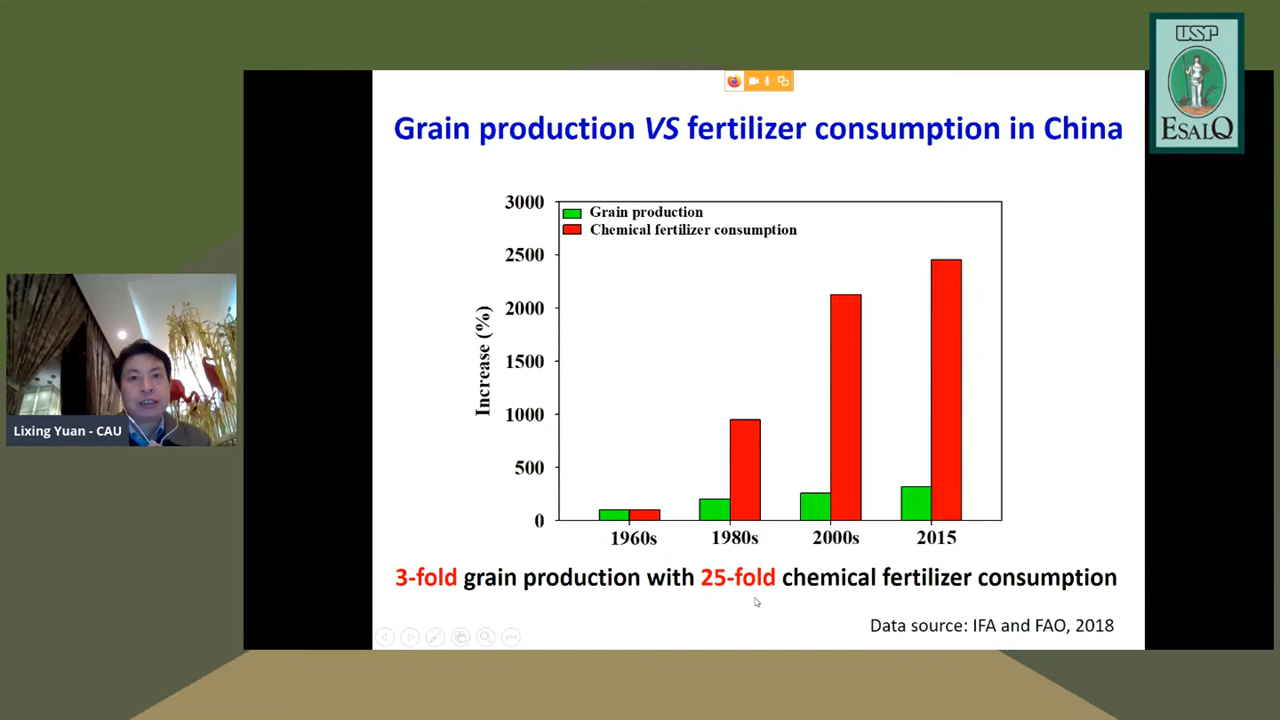 USP
ESALQ
Grain production VS fertilizer consumption in China
3000
2500
2000
1500
1000
500
0
Increase (%)
Grain production
Chemical fertilizer consumption
1960s
1980s
2000s
2015
3-fold grain production with 25-fold chemical fertilizer consumption
Data source: IFA and FAO, 2018
Lixing Yuan - CAU